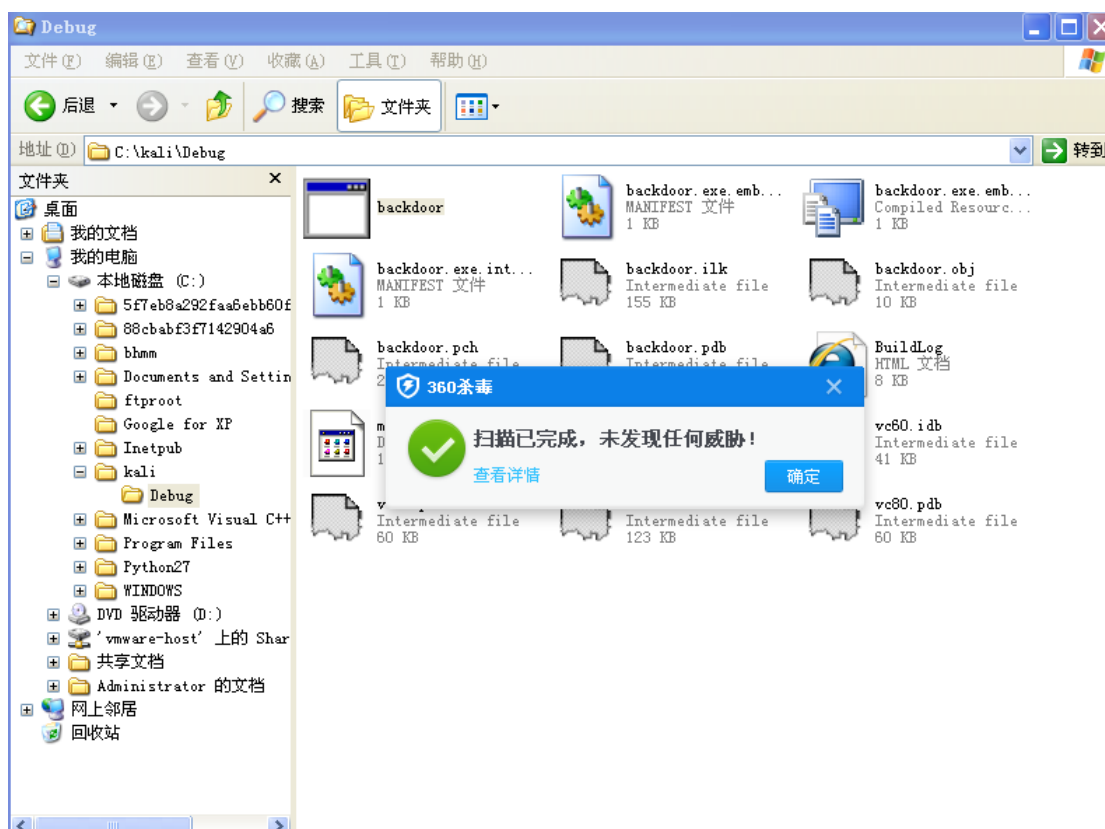 Debug
文件(F) 编辑(E) 查看(V) 收藏(A) 工具(T) 帮助(H)
后退 搜索 文件夹
地址(D) C:\kali\Debug 转到
文件夹
桌面
我的文档
我的电脑
本地磁盘 (C:)
5f7eb8a292faa6ebb60f
88cbabf3f7142904a6
bhmm
Documents and Settin
ftproot
Google for XP
Inetpub
kali
Debug
Microsoft Visual C++
Program Files
Python27
WINDOWS
DVD 驱动器 (D:)
'vmware-host' 上的 Shar
共享文档
Administrator 的文档
网上邻居
回收站
backdoor
backdoor.exe.emb...
MANIFEST 文件
1 KB
backdoor.exe.emb...
Compiled Resourc...
1 KB
backdoor.exe.int...
MANIFEST 文件
1 KB
backdoor.ilk
Intermediate file
155 KB
backdoor.obj
Intermediate file
10 KB
backdoor.pch
Intermediate file
backdoor.pdb
Intermediate file
BuildLog
HTML 文档
8 KB
vc60.idb
Intermediate file
41 KB
Intermediate file
60 KB
Intermediate file
123 KB
vc80.pdb
Intermediate file
60 KB
360杀毒
扫描已完成，未发现任何威胁！
查看详情
确定